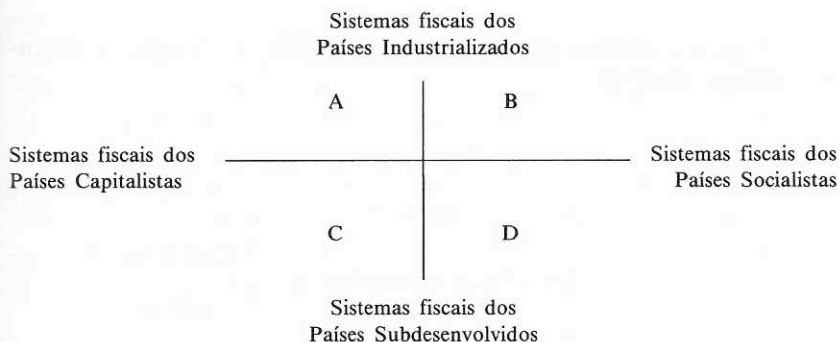 Sistemas fiscais dos
Países Industrializados
A
B
Sistemas fiscais dos
Países Capitalistas
Sistemas fiscais dos
Países Socialistas
C
D
Sistemas fiscais dos
Países Subdesenvolvidos